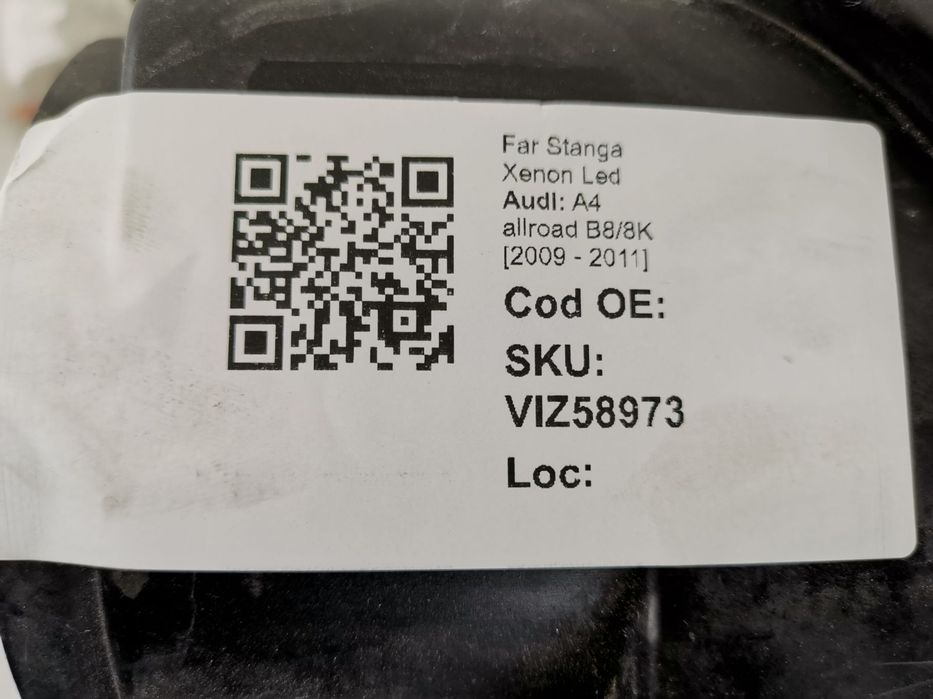 Far Stanga
Xenon Led
Audi: A4
allroad B8/8K
[2009 - 2011]
Cod OE:
SKU:
VIZ58973
Loc: